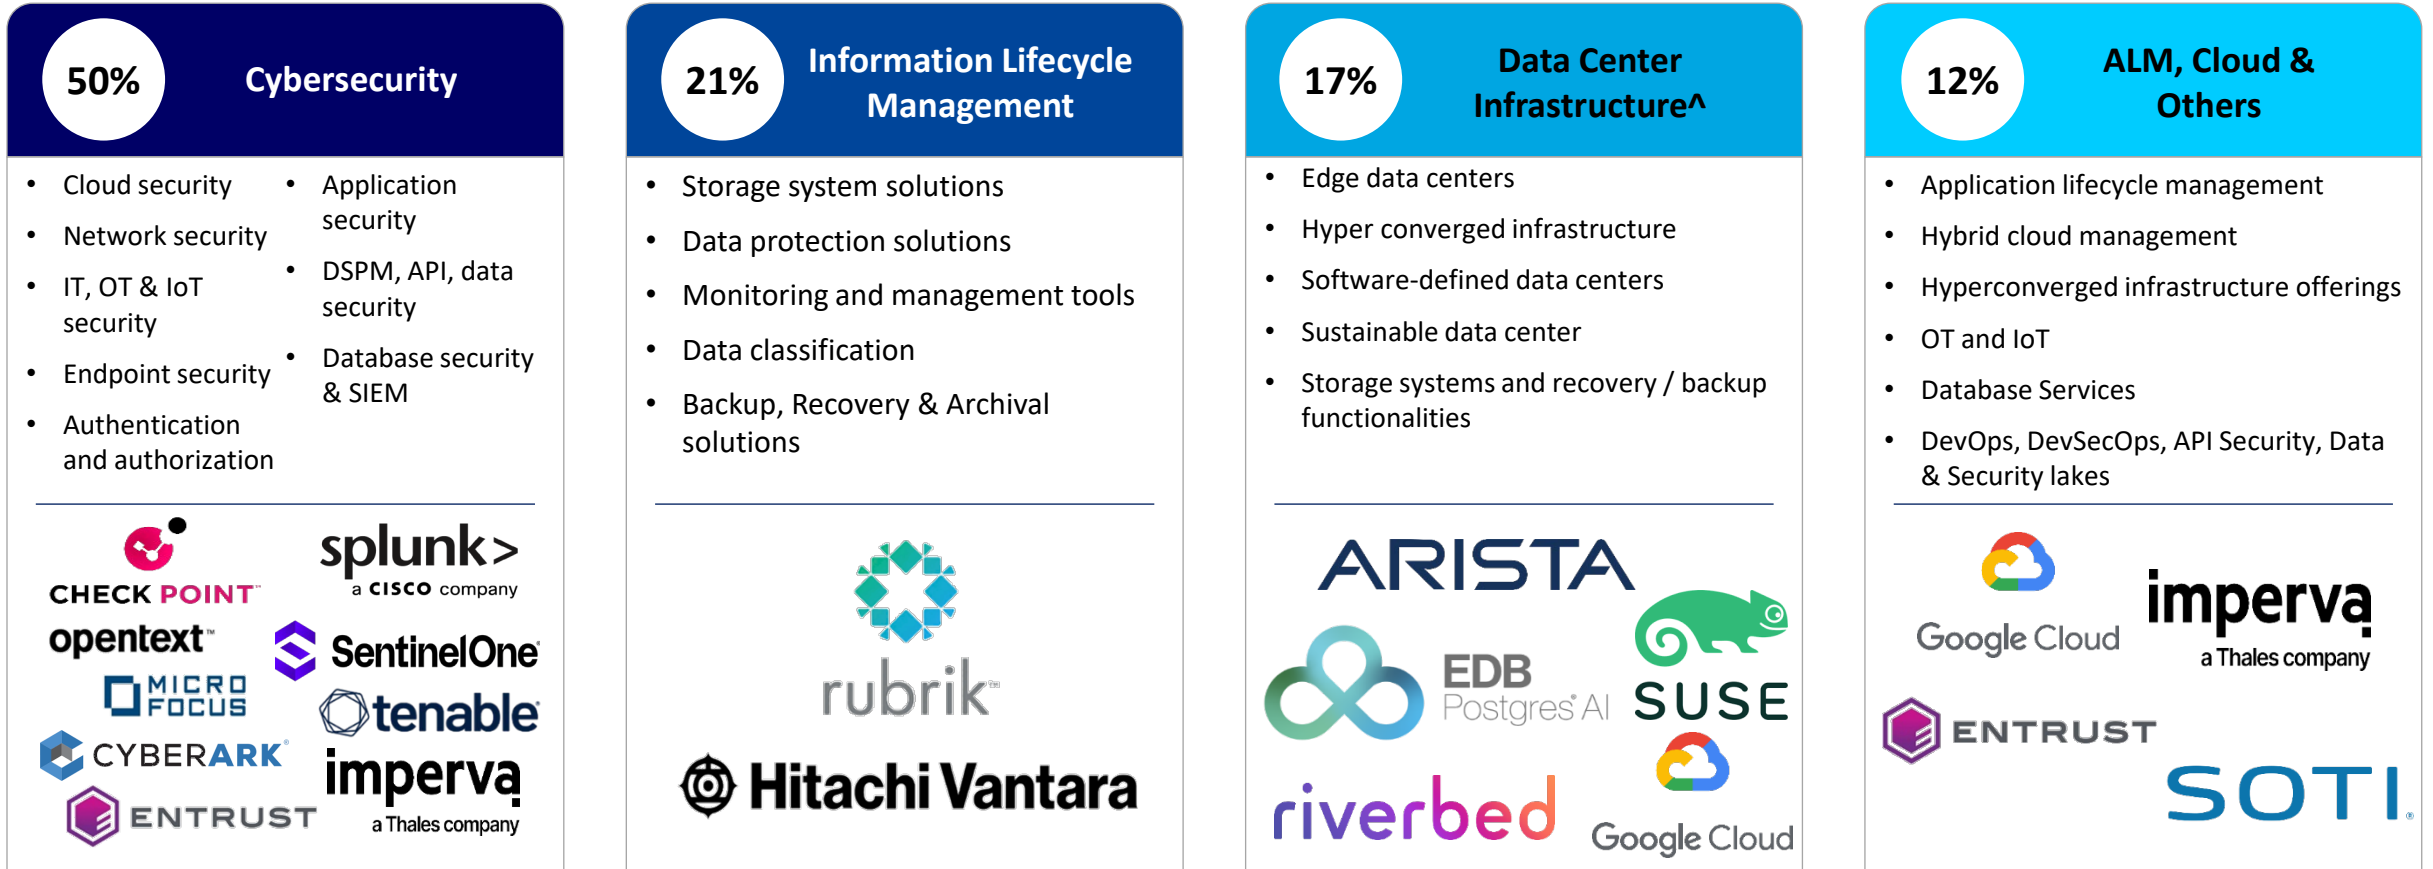 50%
Cybersecurity
• Cloud security
• Network security
• IT, OT & IoT
security
• Endpoint security
• Authentication
and authorization
• Application
security
• DSPM, API, data
security
• Database security
& SIEM
CHECK POINT™
splunk>
a CISCO company
opentext™
SentinelOne®
MICRO
FOCUS
tenable®
CYBERARK®
imperva
a Thales company
ENTRUST
21%
Information Lifecycle
Management
• Storage system solutions
• Data protection solutions
• Monitoring and management tools
• Data classification
• Backup, Recovery & Archival
solutions
rubrik™
Hitachi Vantara
17%
Data Center
Infrastructure^
• Edge data centers
• Hyper converged infrastructure
• Software-defined data centers
• Sustainable data center
• Storage systems and recovery / backup
functionalities
ARISTA
EDB
Postgres® AI
SUSE
riverbed
Google Cloud
12%
ALM, Cloud &
Others
• Application lifecycle management
• Hybrid cloud management
• Hyperconverged infrastructure offerings
• OT and IoT
• Database Services
• DevOps, DevSecOps, API Security, Data
& Security lakes
Google Cloud
imperva
a Thales company
ENTRUST
SOTI®